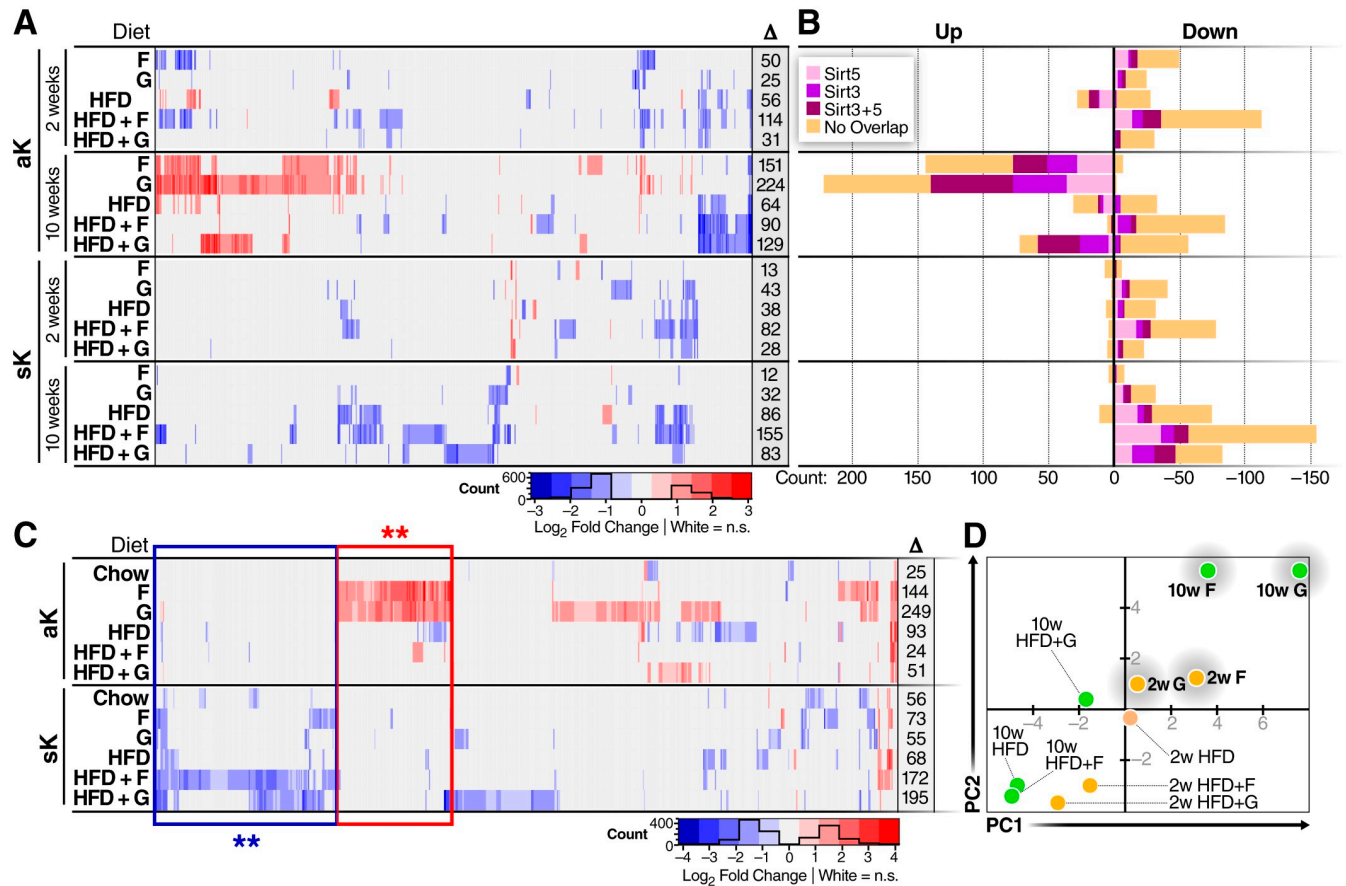 A
Diet
Δ
aK
2 weeks
F 50
G 25
HFD 56
HFD + F 114
HFD + G 31
10 weeks
F 151
G 224
HFD 64
HFD + F 90
HFD + G 129
sK
2 weeks
F 13
G 43
HFD 38
HFD + F 82
HFD + G 28
10 weeks
F 12
G 32
HFD 86
HFD + F 155
HFD + G 83
Count
600
0
−3 −2 −1 0 1 2 3
Log2 Fold Change | White = n.s.
B
Up
Down
Sirt5
Sirt3
Sirt3+5
No Overlap
Count: 200 150 100 50 0 −50 −100 −150
C
**
Diet
Δ
aK
Chow 25
F 144
G 249
HFD 93
HFD + F 24
HFD + G 51
sK
Chow 56
F 73
G 55
HFD 68
HFD + F 172
HFD + G 195
**
Count
400
0
−4 −3 −2 −1 0 1 2 3 4
Log2 Fold Change | White = n.s.
D
10w F
10w G
4
10w
HFD+G
2
2w G
2w F
−4 −2 2 4 6
10w
HFD
10w
HFD+F
−2
2w HFD
2w HFD+F
2w HFD+G
PC2
PC1